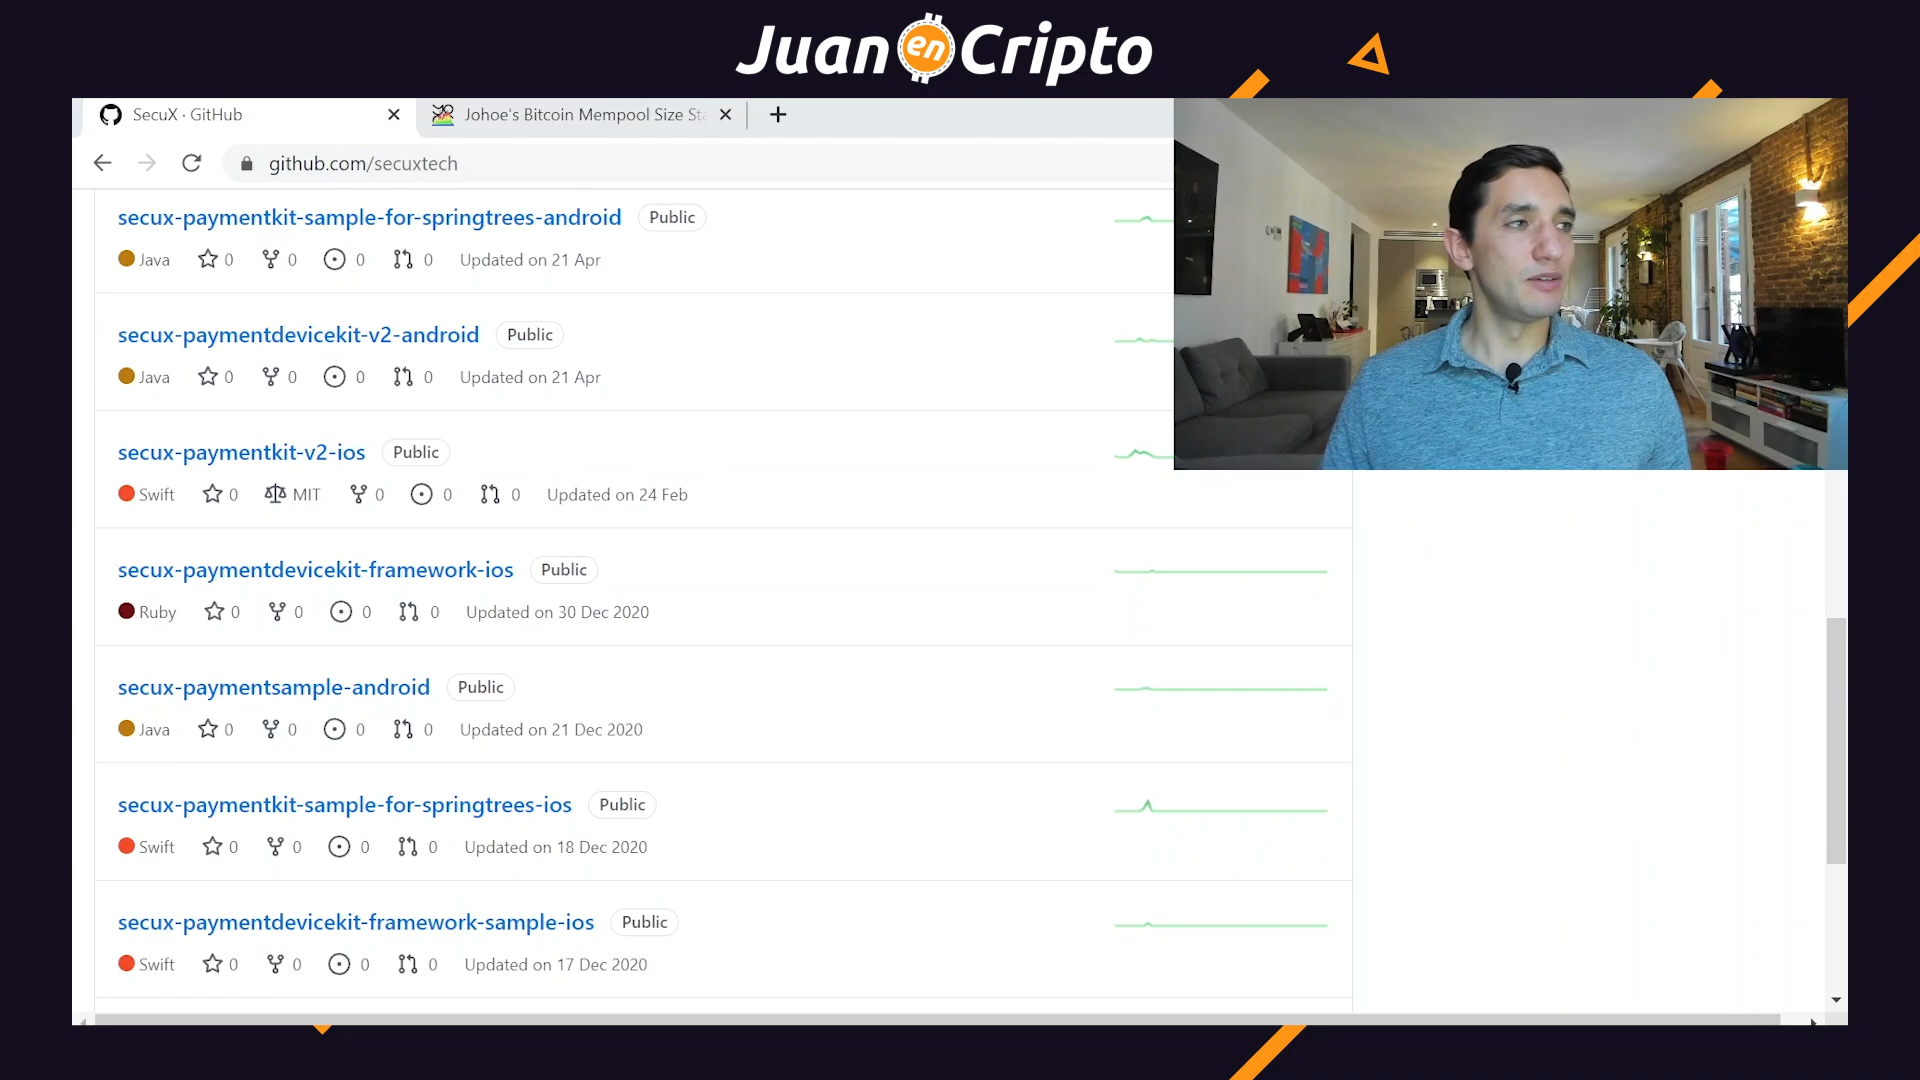 Juan en Cripto
SecuX · GitHub
Johoe's Bitcoin Mempool Size Sta
github.com/secuxtech
secux-paymentkit-sample-for-springtrees-android Public
Java 0 0 0 0 Updated on 21 Apr
secux-paymentdevicekit-v2-android Public
Java 0 0 0 0 Updated on 21 Apr
secux-paymentkit-v2-ios Public
Swift 0 MIT 0 0 0 Updated on 24 Feb
secux-paymentdevicekit-framework-ios Public
Ruby 0 0 0 0 Updated on 30 Dec 2020
secux-paymentsample-android Public
Java 0 0 0 0 Updated on 21 Dec 2020
secux-paymentkit-sample-for-springtrees-ios Public
Swift 0 0 0 0 Updated on 18 Dec 2020
secux-paymentdevicekit-framework-sample-ios Public
Swift 0 0 0 0 Updated on 17 Dec 2020